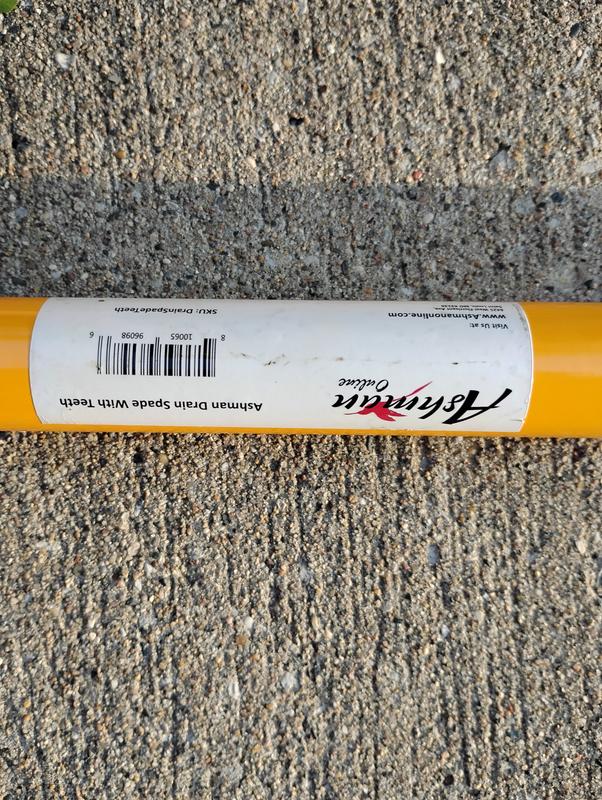 Ashman
Online
Ashman Drain Spade With Teeth
Visit Us at:
www.Ashmanonline.com
8 10065 96098 6
SKU: DrainSpadeTeeth